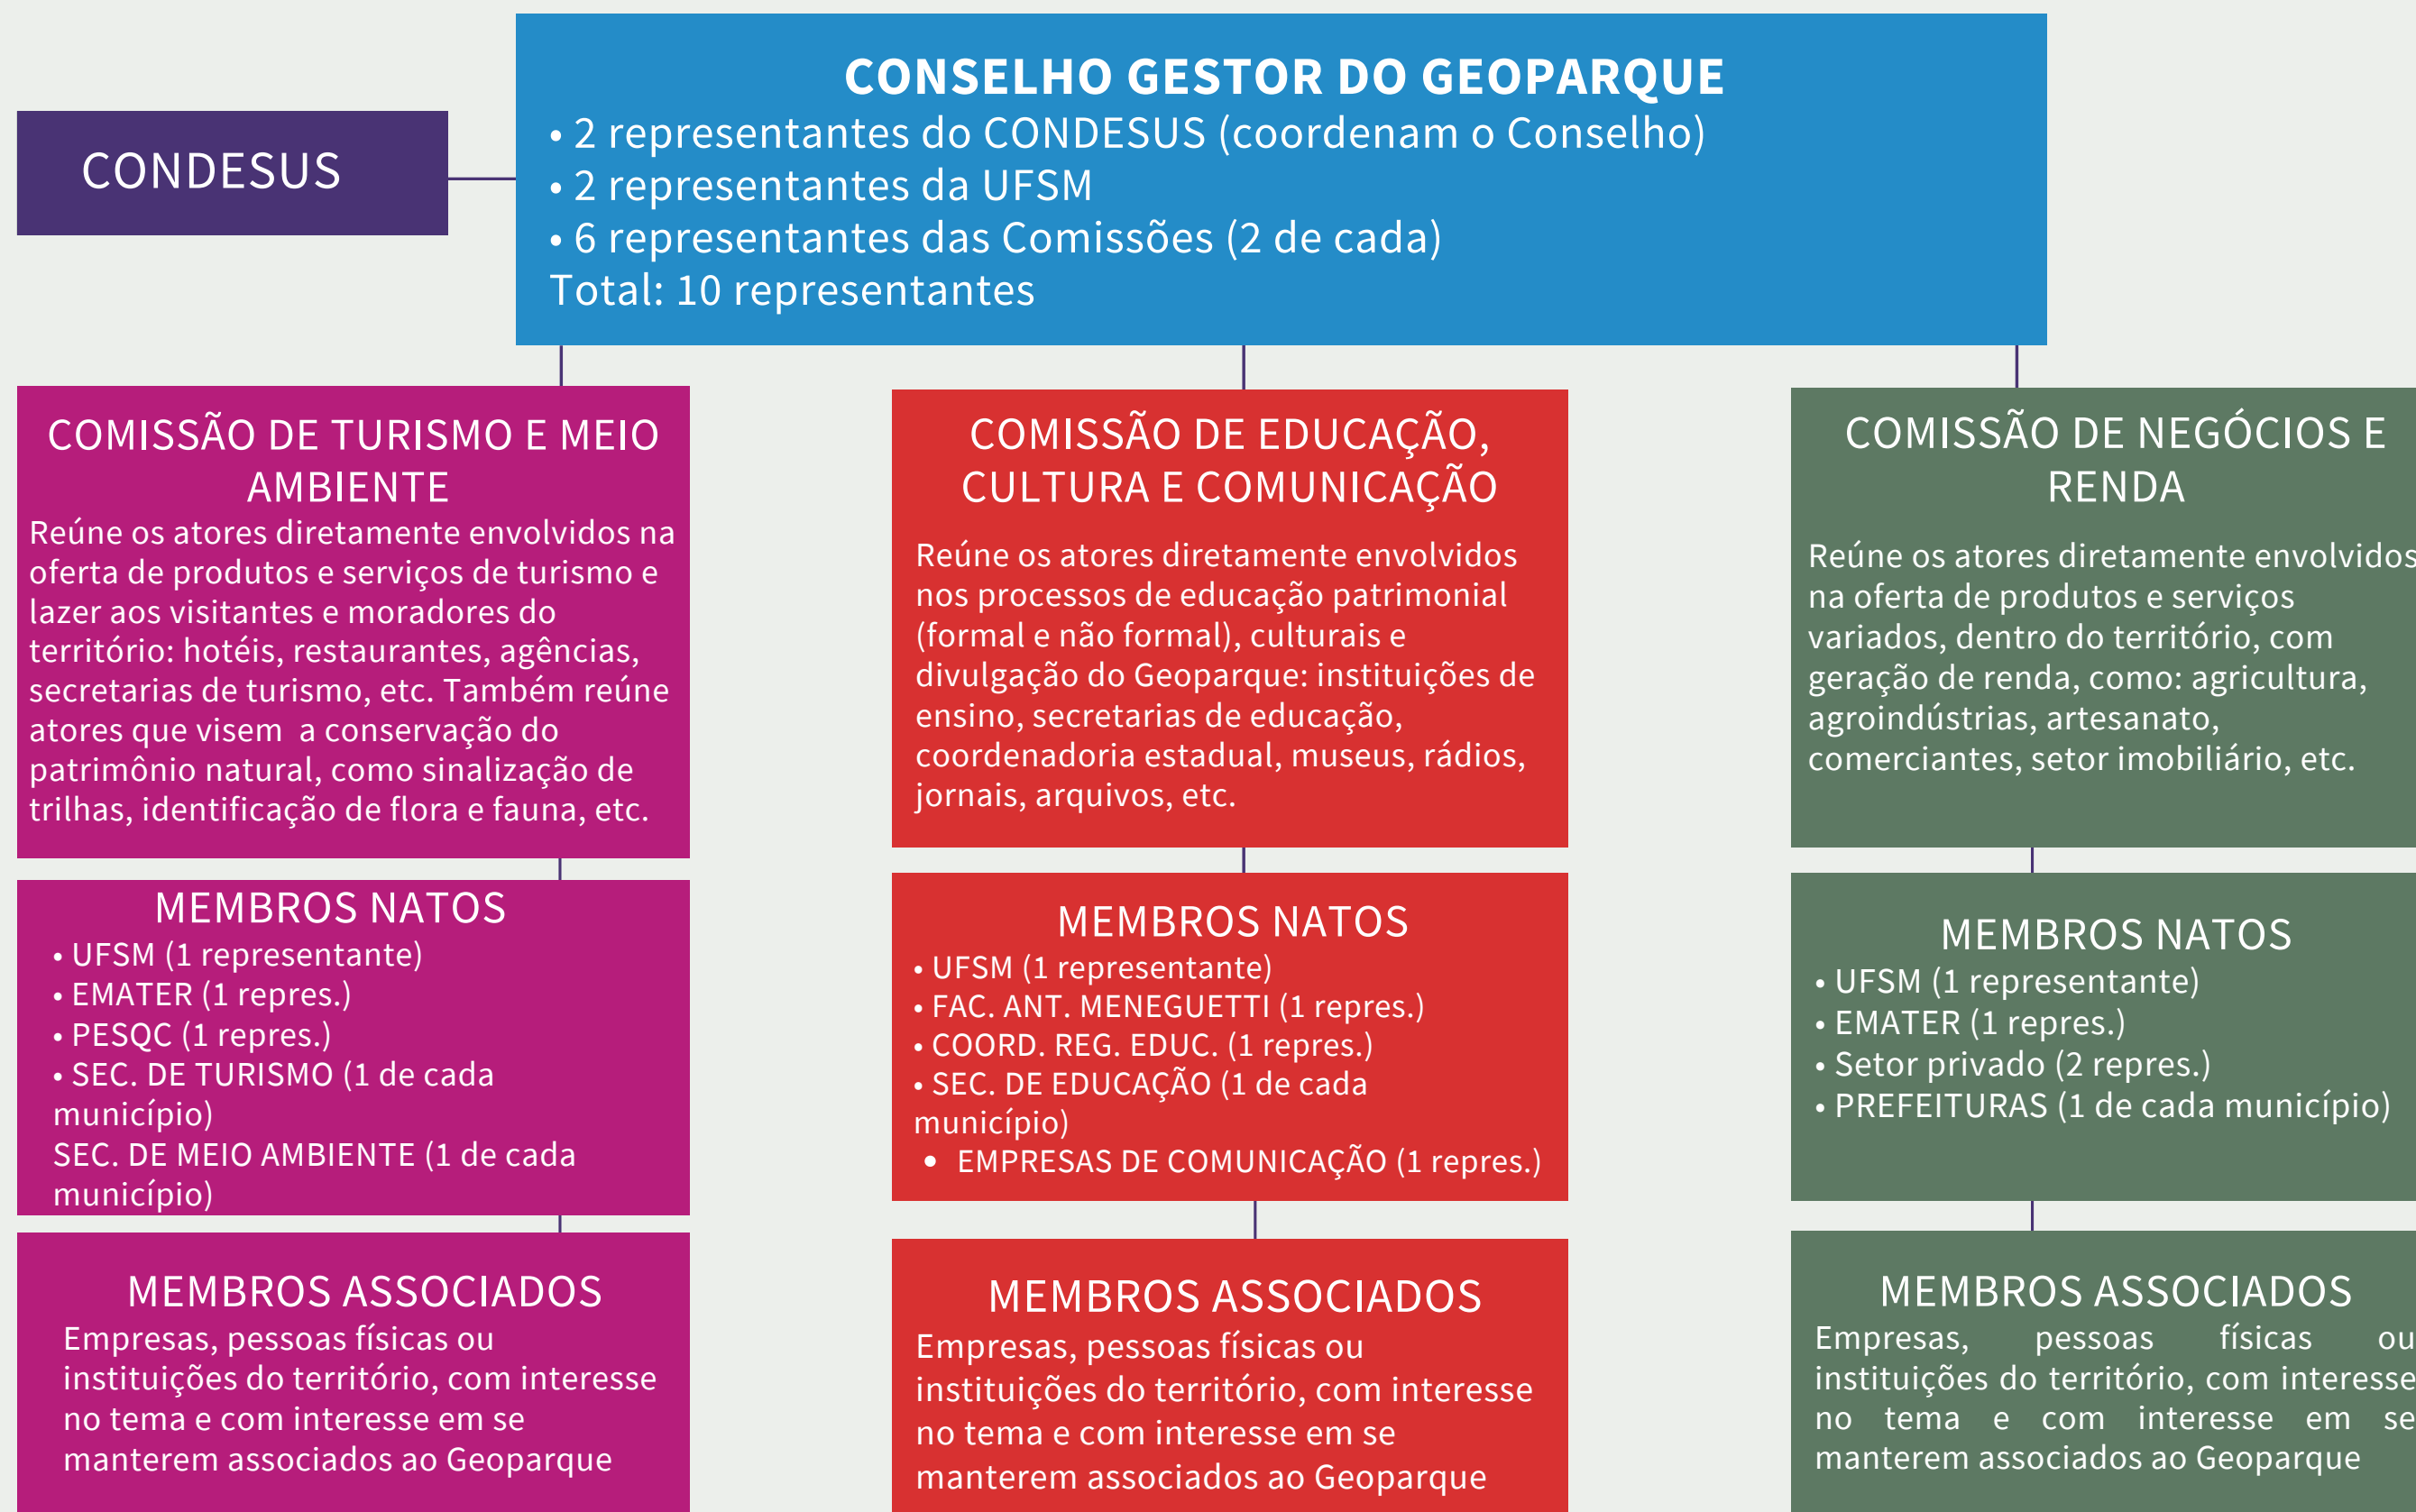 CONDESUS
CONSELHO GESTOR DO GEOPARQUE
• 2 representantes do CONDESUS (coordenam o Conselho)
• 2 representantes da UFSM
• 6 representantes das Comissões (2 de cada)
Total: 10 representantes
COMISSÃO DE TURISMO E MEIO
AMBIENTE
Reúne os atores diretamente envolvidos na
oferta de produtos e serviços de turismo e
lazer aos visitantes e moradores do
território: hotéis, restaurantes, agências,
secretarias de turismo, etc. Também reúne
atores que visem a conservação do
patrimônio natural, como sinalização de
trilhas, identificação de flora e fauna, etc.
MEMBROS NATOS
• UFSM (1 representante)
• EMATER (1 repres.)
• PESQC (1 repres.)
• SEC. DE TURISMO (1 de cada
município)
SEC. DE MEIO AMBIENTE (1 de cada
município)
MEMBROS ASSOCIADOS
Empresas, pessoas físicas ou
instituições do território, com interesse
no tema e com interesse em se
manterem associados ao Geoparque
COMISSÃO DE EDUCAÇÃO,
CULTURA E COMUNICAÇÃO
Reúne os atores diretamente envolvidos
nos processos de educação patrimonial
(formal e não formal), culturais e
divulgação do Geoparque: instituições de
ensino, secretarias de educação,
coordenadoria estadual, museus, rádios,
jornais, arquivos, etc.
MEMBROS NATOS
• UFSM (1 representante)
• FAC. ANT. MENEGUETTI (1 repres.)
• COORD. REG. EDUC. (1 repres.)
• SEC. DE EDUCAÇÃO (1 de cada
município)
• EMPRESAS DE COMUNICAÇÃO (1 repres.)
MEMBROS ASSOCIADOS
Empresas, pessoas físicas ou
instituições do território, com interesse
no tema e com interesse em se
manterem associados ao Geoparque
COMISSÃO DE NEGÓCIOS E
RENDA
Reúne os atores diretamente envolvidos
na oferta de produtos e serviços
variados, dentro do território, com
geração de renda, como: agricultura,
agroindústrias, artesanato,
comerciantes, setor imobiliário, etc.
MEMBROS NATOS
• UFSM (1 representante)
• EMATER (1 repres.)
• Setor privado (2 repres.)
• PREFEITURAS (1 de cada município)
MEMBROS ASSOCIADOS
Empresas, pessoas físicas ou
instituições do território, com interesse
no tema e com interesse em se
manterem associados ao Geoparque